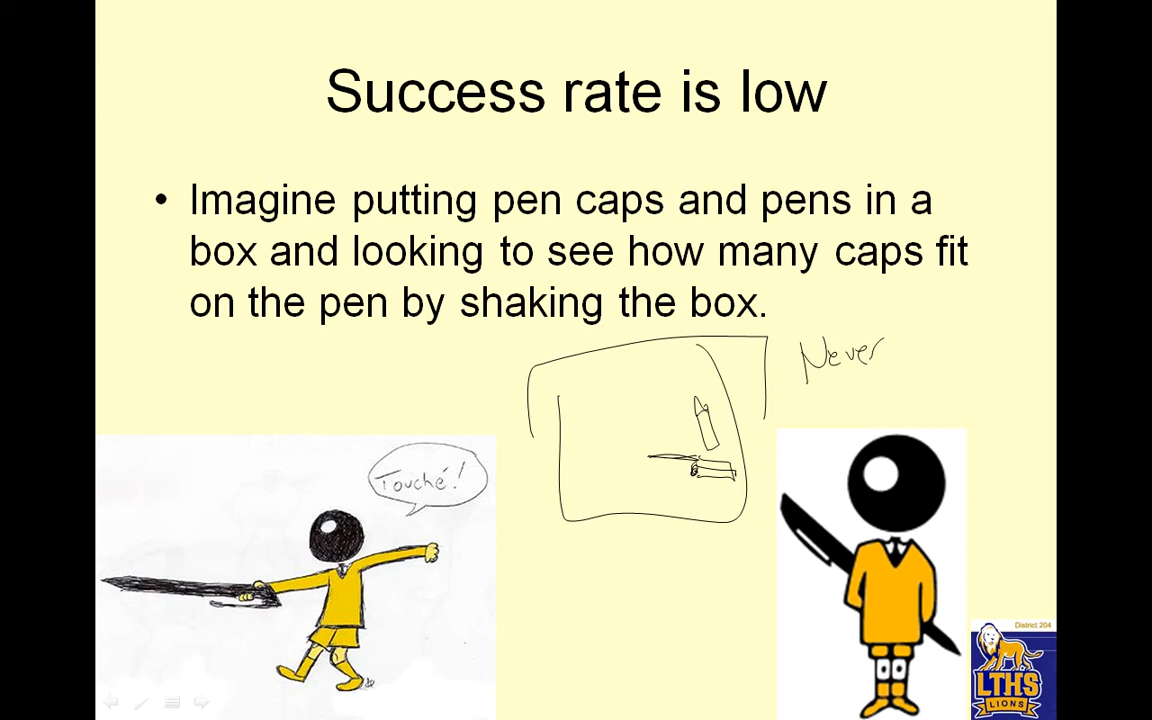 Success rate is low
• Imagine putting pen caps and pens in a
box and looking to see how many caps fit
on the pen by shaking the box.
Never
Touché!
District 204
LTHS
LIONS